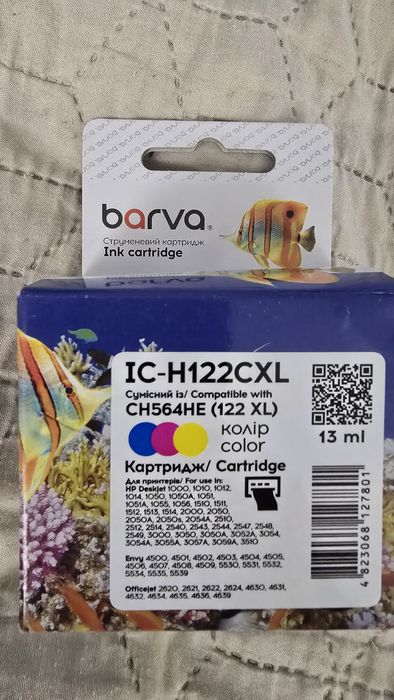 barva®
Струменевий картридж
Ink cartridge
IC-H122CXL
Сумісний із/ Compatible with
CH564HE (122 XL)
колір
color
13 ml
Картридж/ Cartridge
Для принтерів/ For use in:
HP Deskjet 1000, 1010, 1012,
1014, 1050, 1050A, 1051,
1051A, 1055, 1056, 1510, 1511,
1512, 1513, 1514, 2000, 2050,
2050A, 2050s, 2054A, 2510,
2512, 2514, 2540, 2543, 2544, 2547, 2548,
2549, 3000, 3050, 3050A, 3052A, 3054,
3054A, 3055A, 3057A, 3059A, 3510
Envy 4500, 4501, 4502, 4503, 4504, 4505,
4506, 4507, 4508, 4509, 5530, 5531, 5532,
5534, 5535, 5539
Officejet 2620, 2621, 2622, 2624, 4630, 4631,
4632, 4634, 4635, 4636, 4639
4 823068 127801